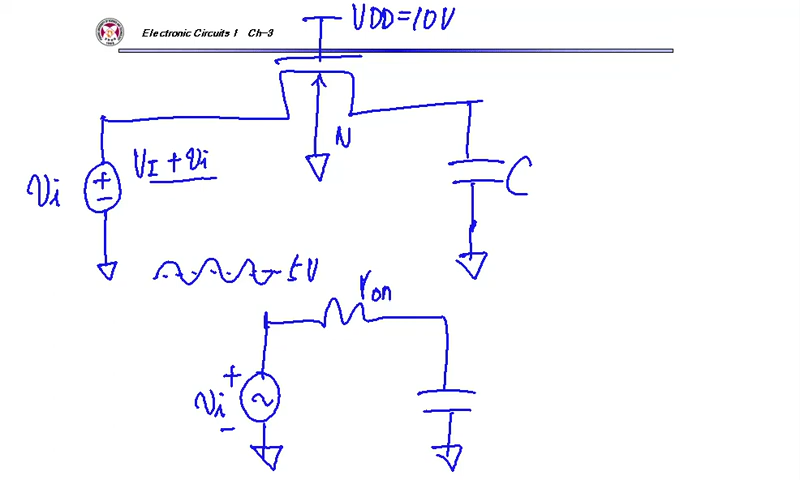 Electronic Circuits 1 Ch-3
VDD=10V
N
VI + vi
vi
C
5V
ron
+
vi
-